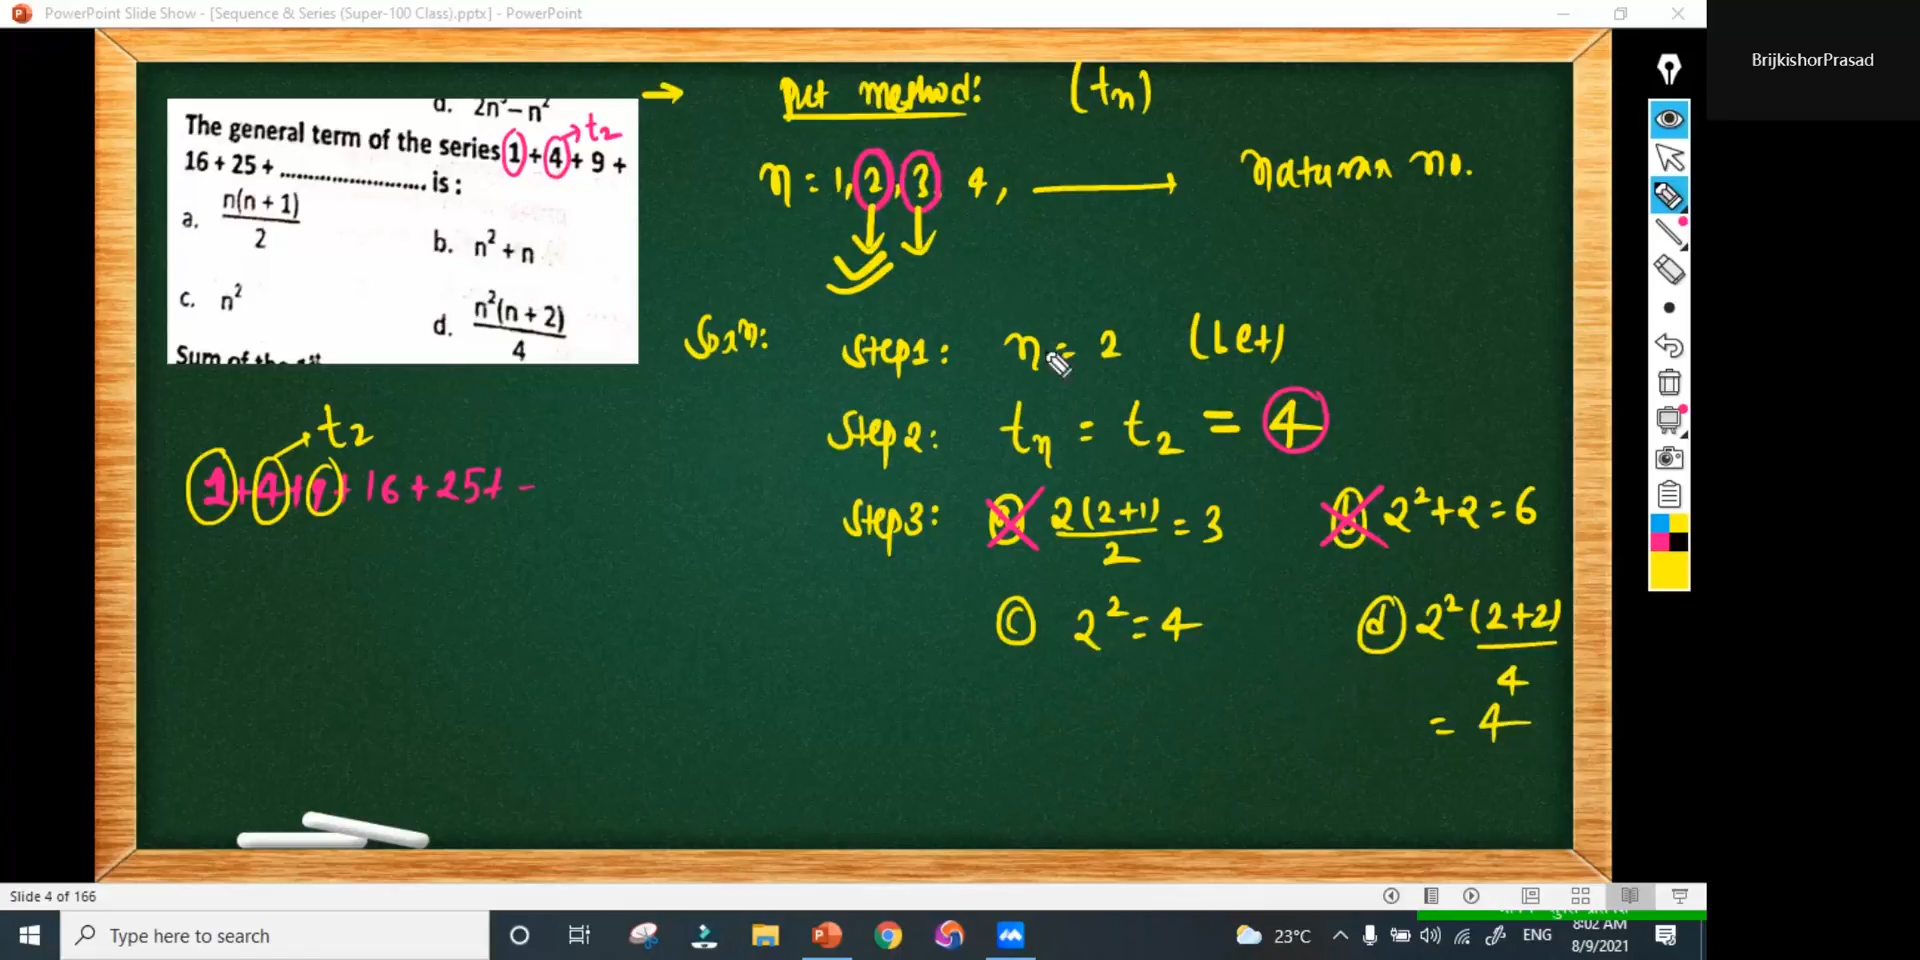 PowerPoint Slide Show - [Sequence & Series (Super-100 Class).pptx] - PowerPoint
BrijkishorPrasad
Put method: (tn)
d. 2n³ – n²
The general term of the series 1 + 4 + 9 +
→ t2
16 + 25 + ........................ is :
a. n(n + 1)/2
b. n² + n
c. n²
d. n²(n + 2)/4
n = 1, 2, 3, 4, ⟶ Natural no.
Solⁿ: Step1: n = 2 (Let)
Step2: tn = t2 = 4
t2
1+4+9+16+25+ -
Step3: ⓐ 2(2+1)/2 = 3 ⓑ 2²+2=6
ⓒ 2² = 4 ⓓ 2²(2+2)/4
= 4
Slide 4 of 166
Type here to search
23°C
ENG
8:02 AM
8/9/2021